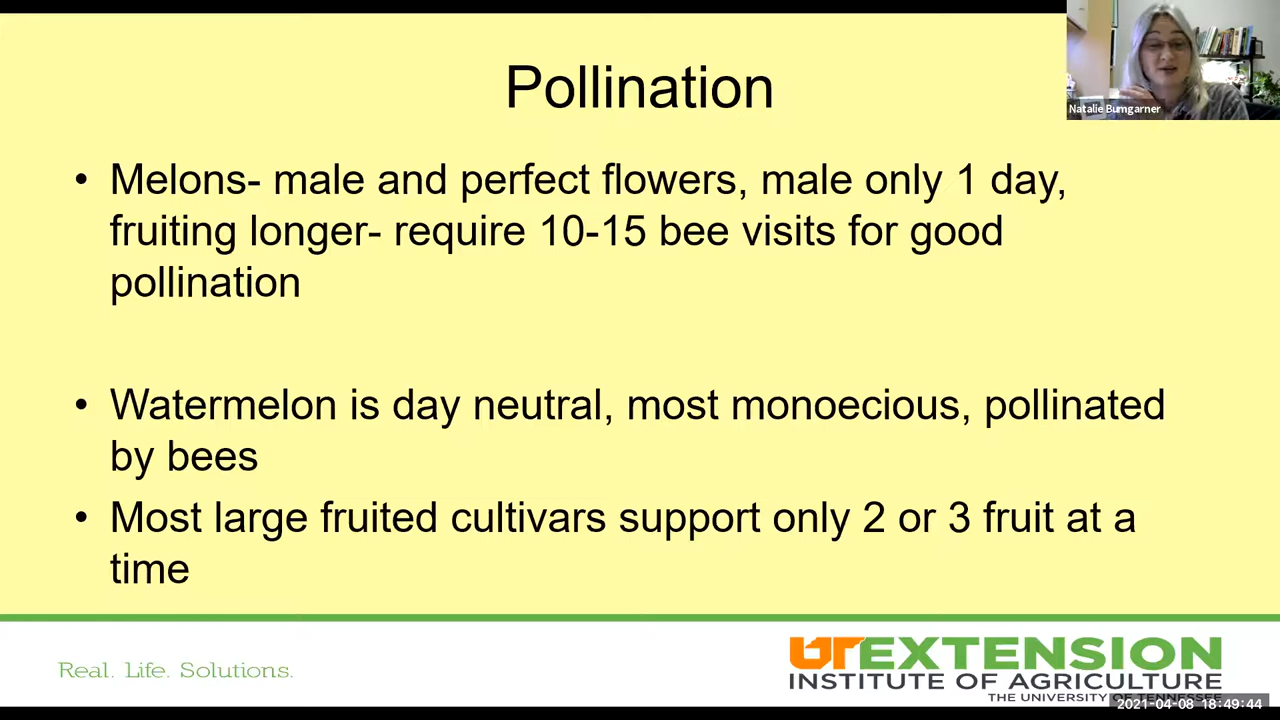 Pollination
Natalie Bumgarner
• Melons- male and perfect flowers, male only 1 day,
fruiting longer- require 10-15 bee visits for good
pollination
• Watermelon is day neutral, most monoecious, pollinated
by bees
• Most large fruited cultivars support only 2 or 3 fruit at a
time
Real. Life. Solutions.
UT EXTENSION
INSTITUTE OF AGRICULTURE
THE UNIVERSITY OF TENNESSEE
2021-04-08 18:49:44